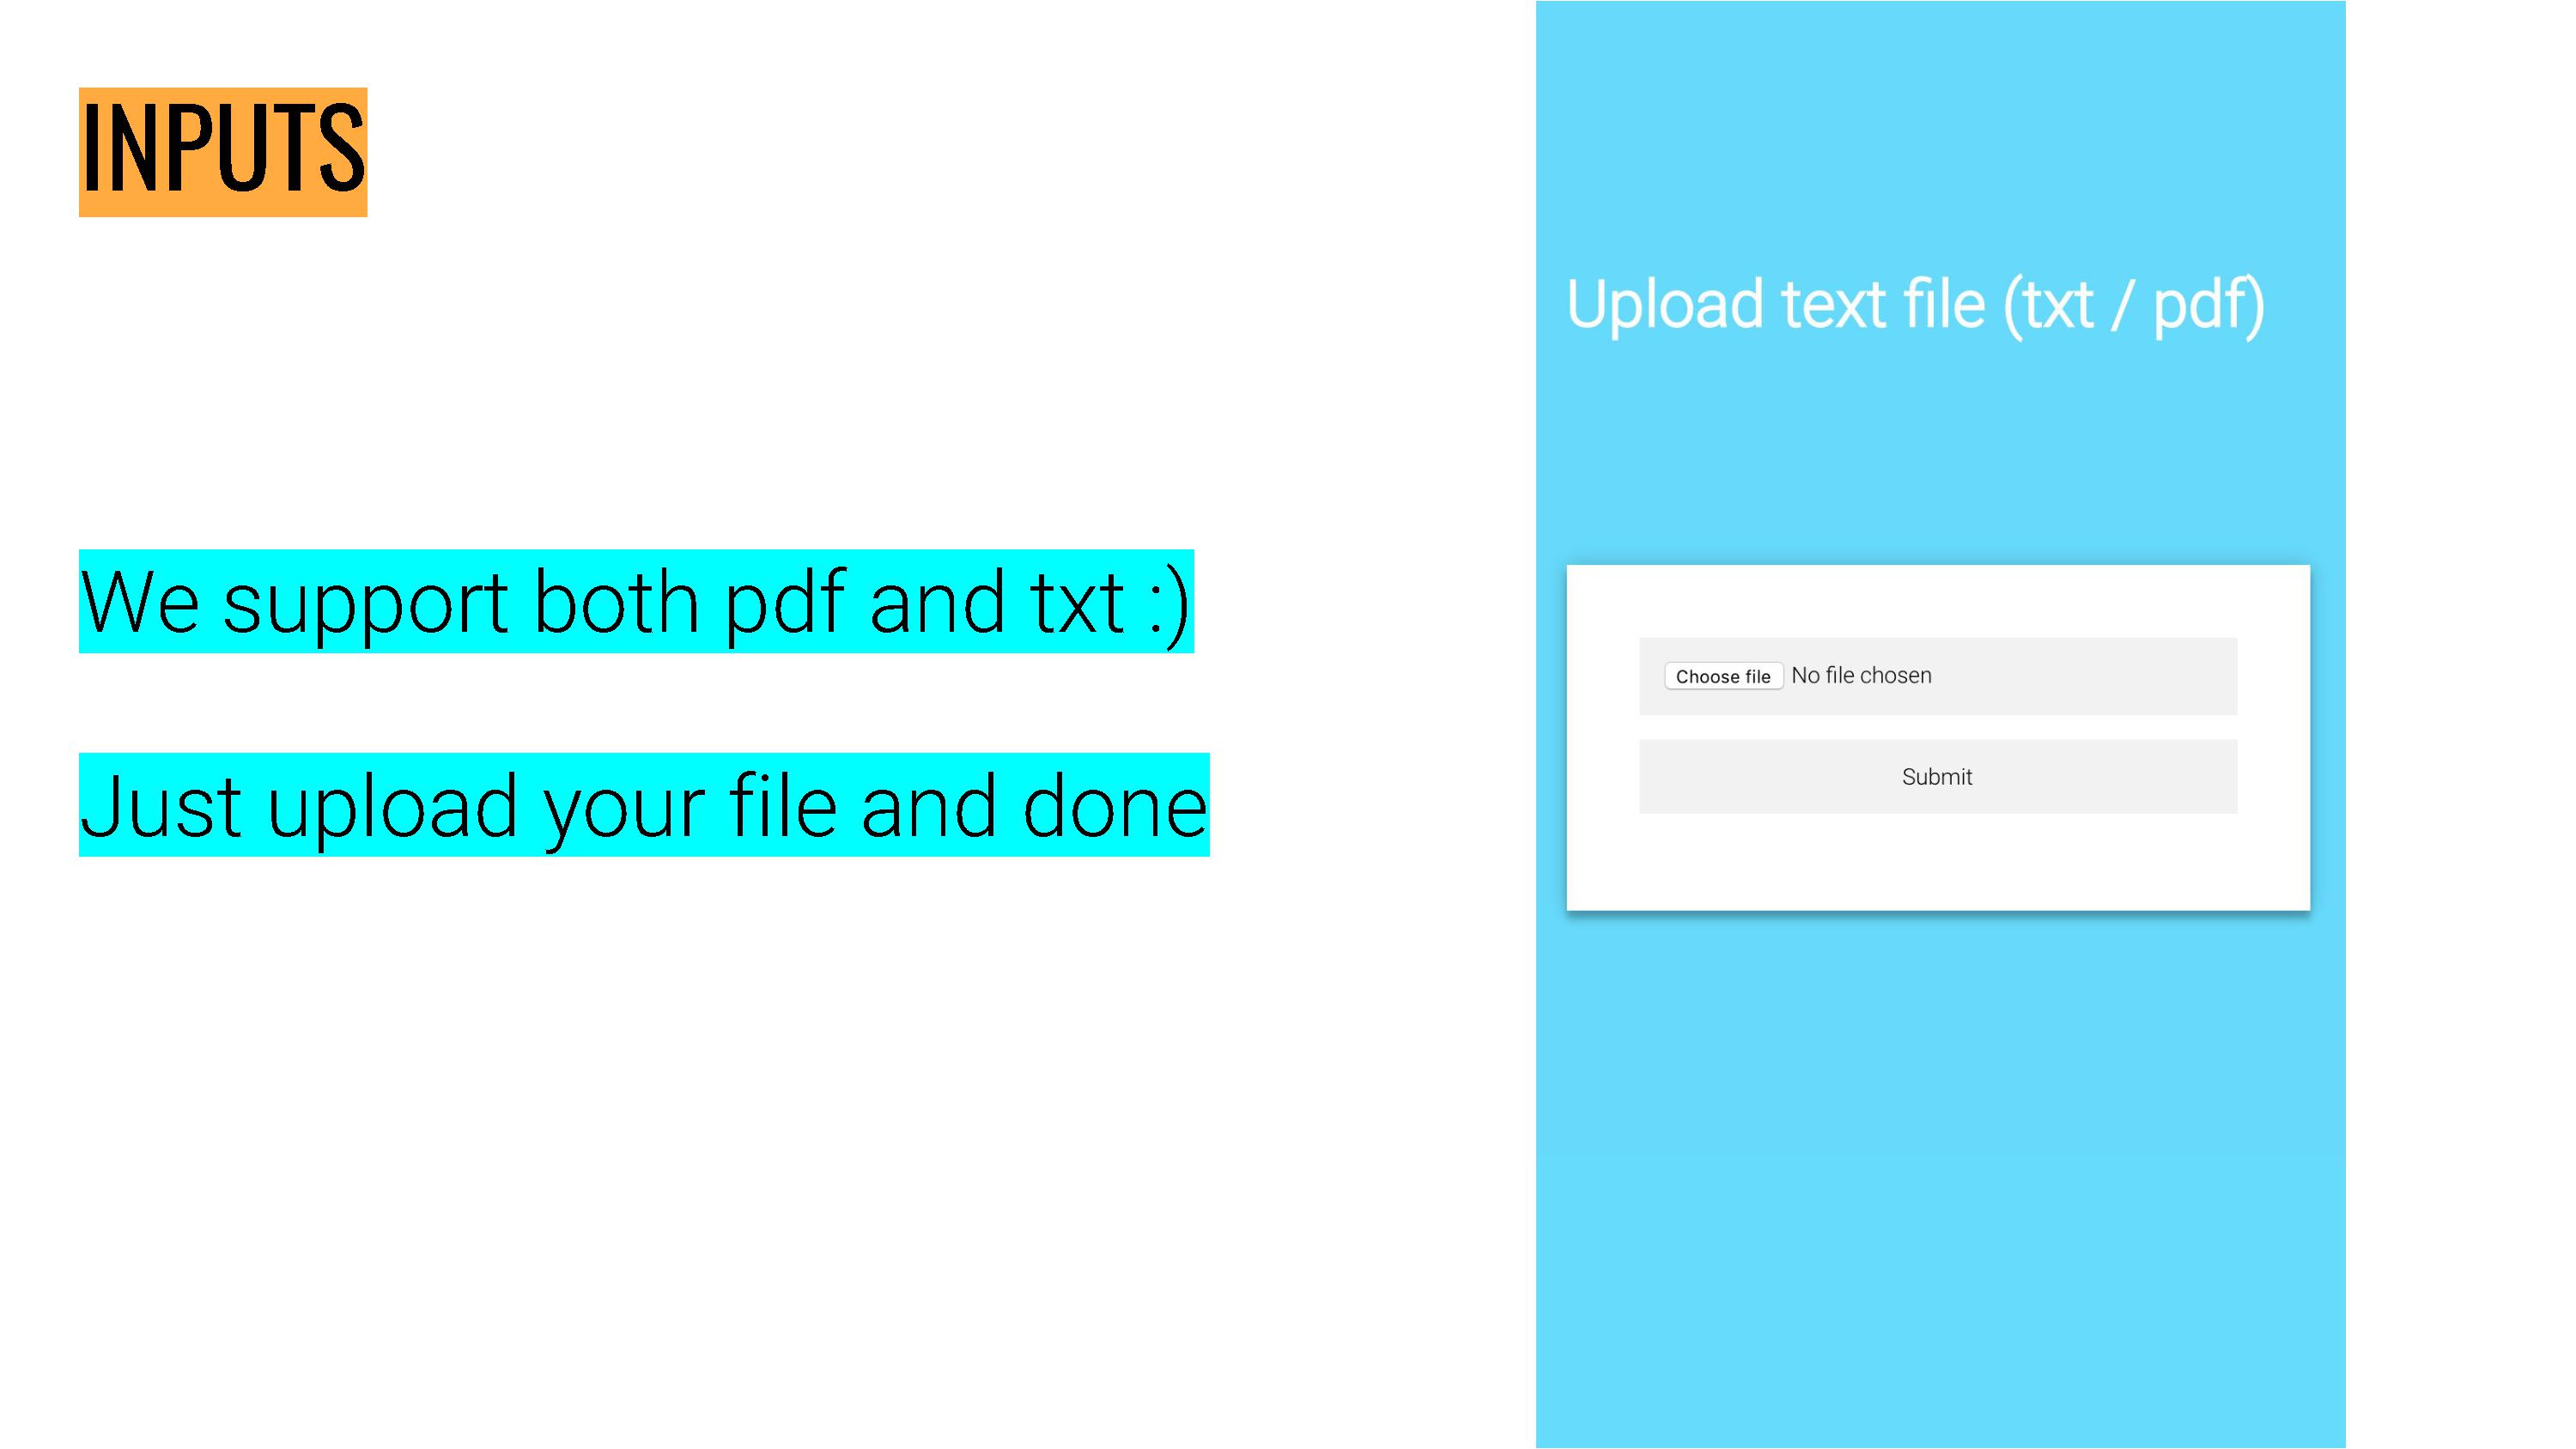 INPUTS
We support both pdf and txt :)
Just upload your file and done
Upload text file (txt / pdf)
Choose file No file chosen
Submit